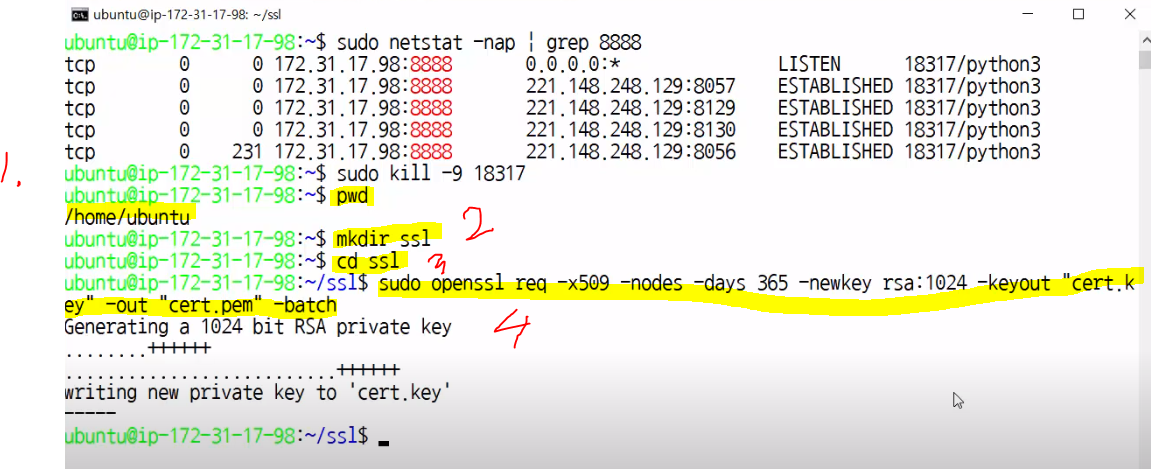 ubuntu@ip-172-31-17-98: ~/ssl
ubuntu@ip-172-31-17-98:~$ sudo netstat -nap | grep 8888
tcp 0 0 172.31.17.98:8888 0.0.0.0:* LISTEN 18317/python3
tcp 0 0 172.31.17.98:8888 221.148.248.129:8057 ESTABLISHED 18317/python3
tcp 0 0 172.31.17.98:8888 221.148.248.129:8129 ESTABLISHED 18317/python3
tcp 0 0 172.31.17.98:8888 221.148.248.129:8130 ESTABLISHED 18317/python3
tcp 0 231 172.31.17.98:8888 221.148.248.129:8056 ESTABLISHED 18317/python3
ubuntu@ip-172-31-17-98:~$ sudo kill -9 18317
1. ubuntu@ip-172-31-17-98:~$ pwd
/home/ubuntu
ubuntu@ip-172-31-17-98:~$ mkdir ssl 2
ubuntu@ip-172-31-17-98:~$ cd ssl 3
ubuntu@ip-172-31-17-98:~/ssl$ sudo openssl req -x509 -nodes -days 365 -newkey rsa:1024 -keyout "cert.k
ey" -out "cert.pem" -batch
Generating a 1024 bit RSA private key 4
........++++++
..........................++++++
writing new private key to 'cert.key'
-----
ubuntu@ip-172-31-17-98:~/ssl$